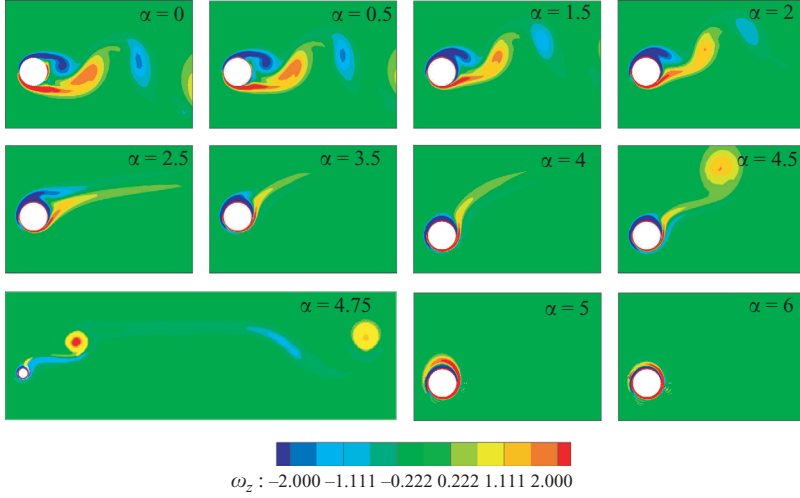 α = 0
α = 0.5
α = 1.5
α = 2
α = 2.5
α = 3.5
α = 4
α = 4.5
α = 4.75
α = 5
α = 6
ω_z : −2.000 −1.111 −0.222 0.222 1.111 2.000